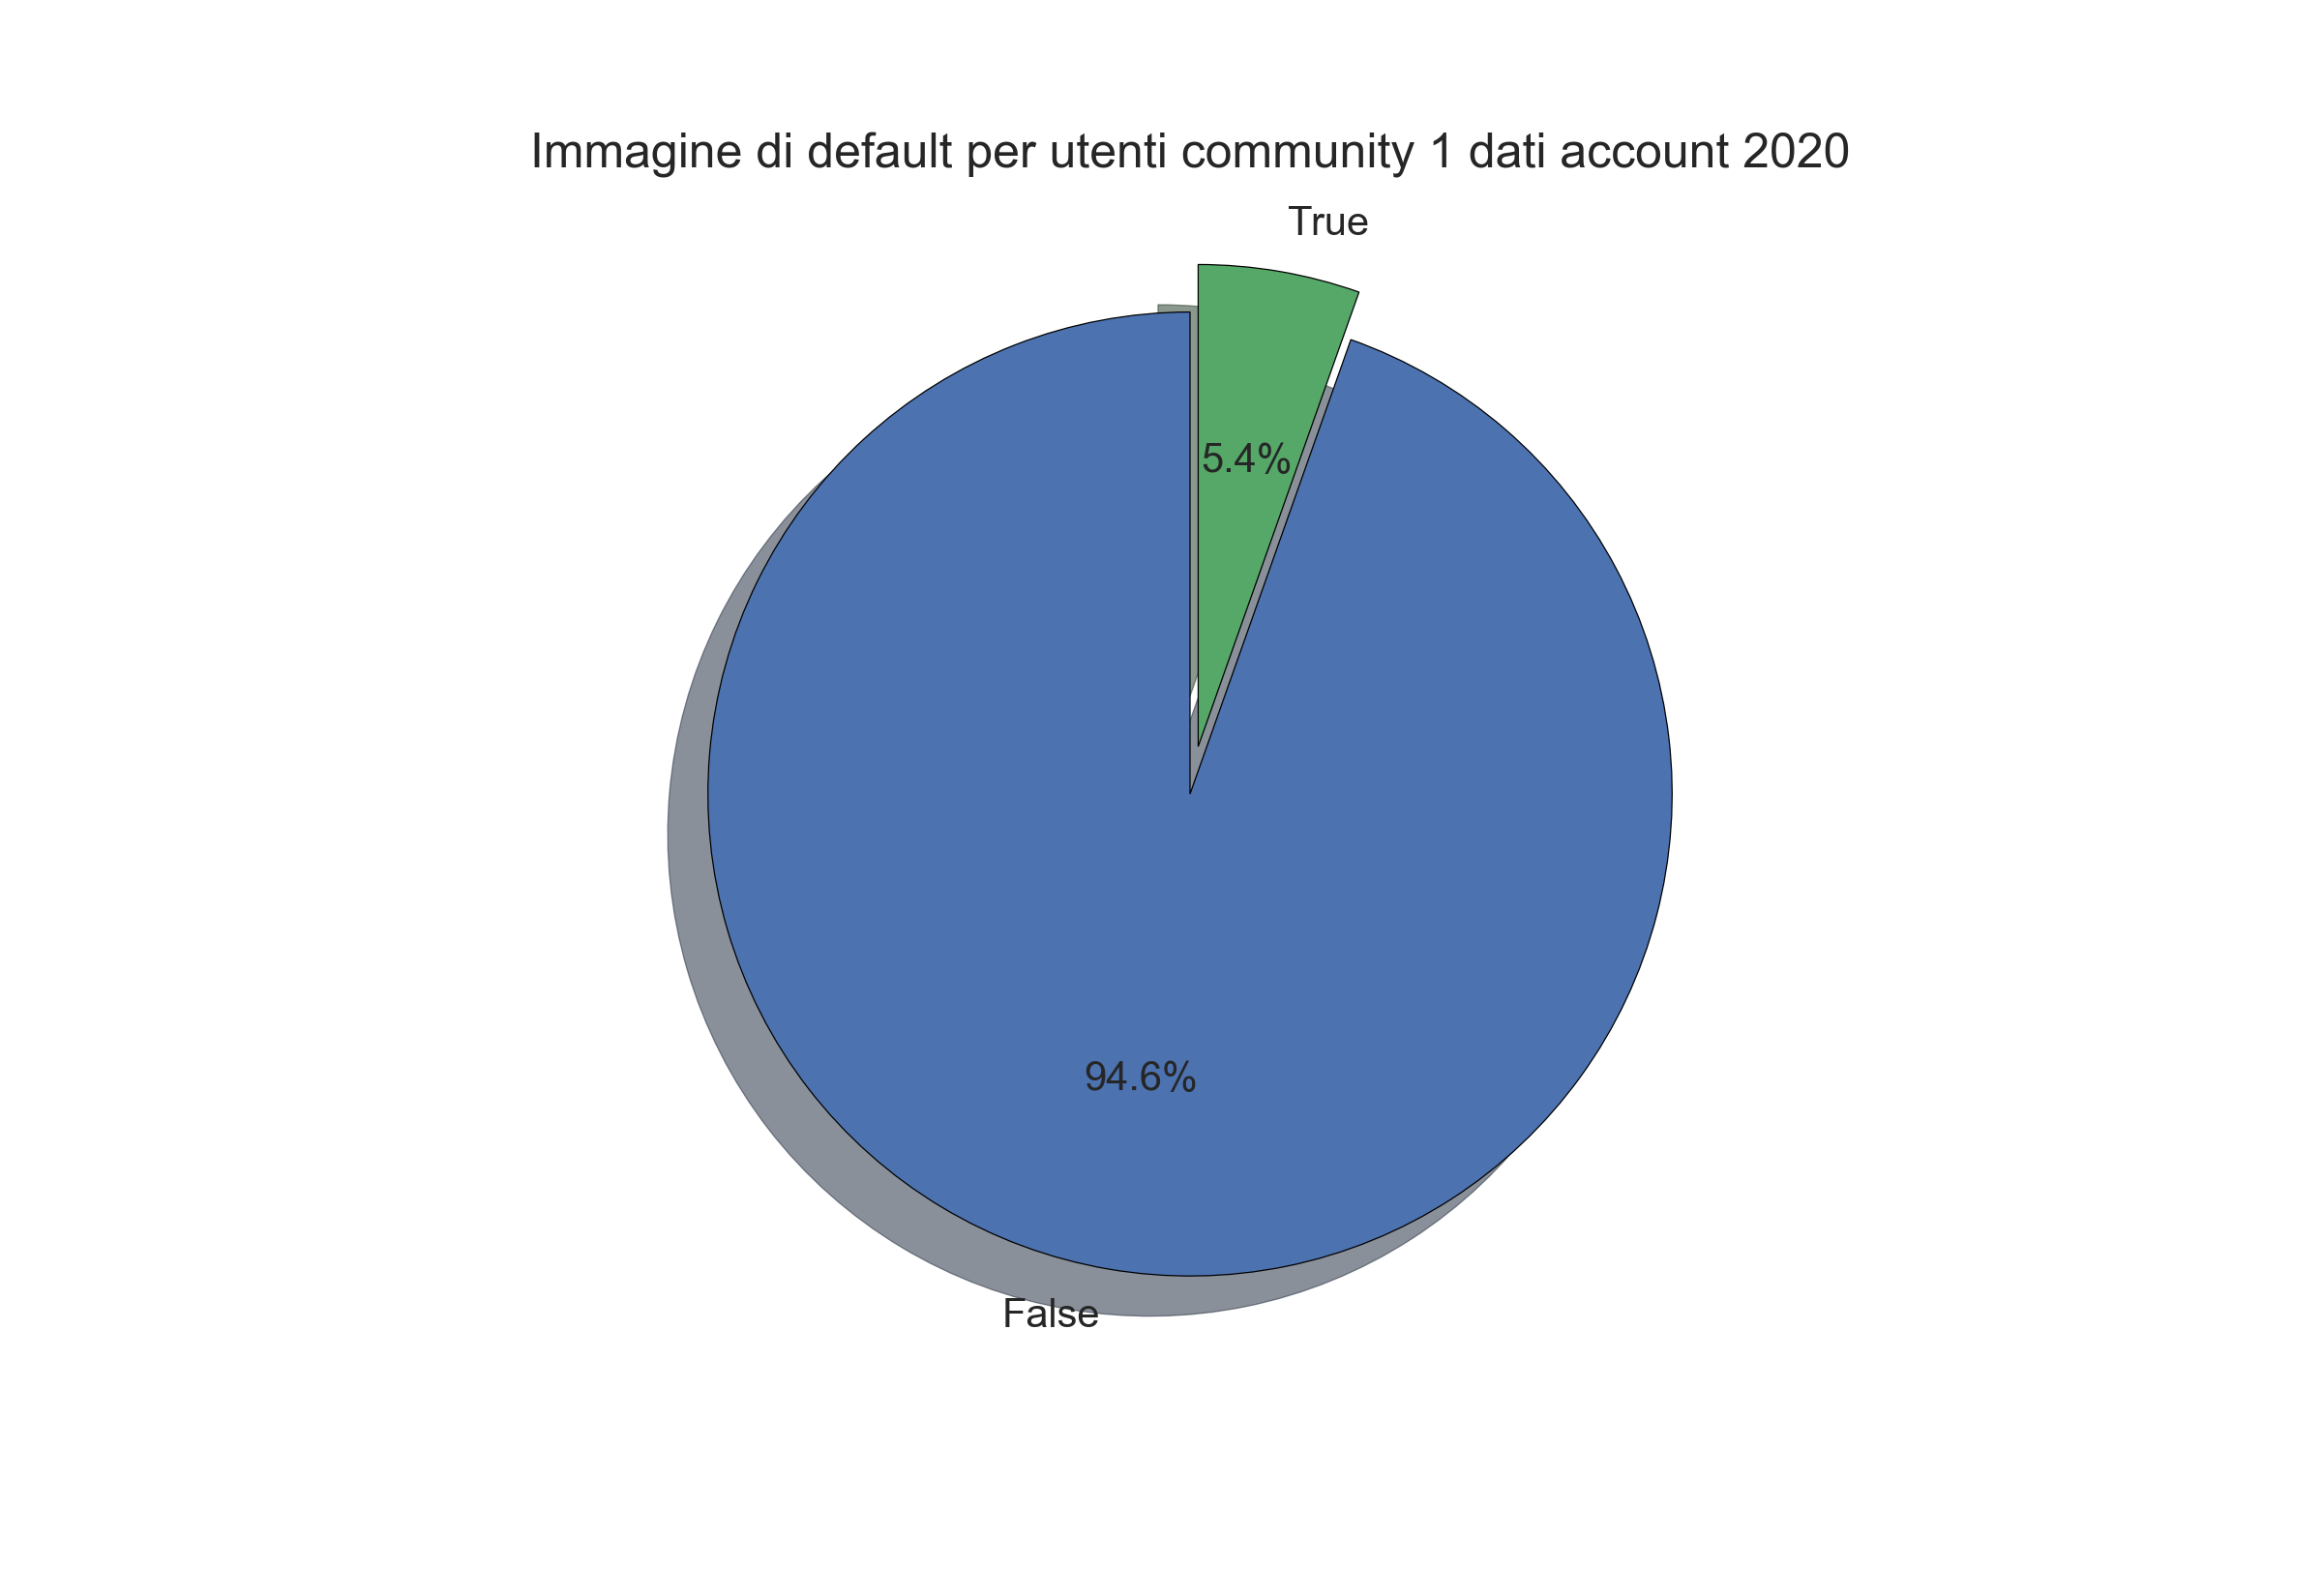 Immagine di default per utenti community 1 dati account 2020
True
5.4%
94.6%
False